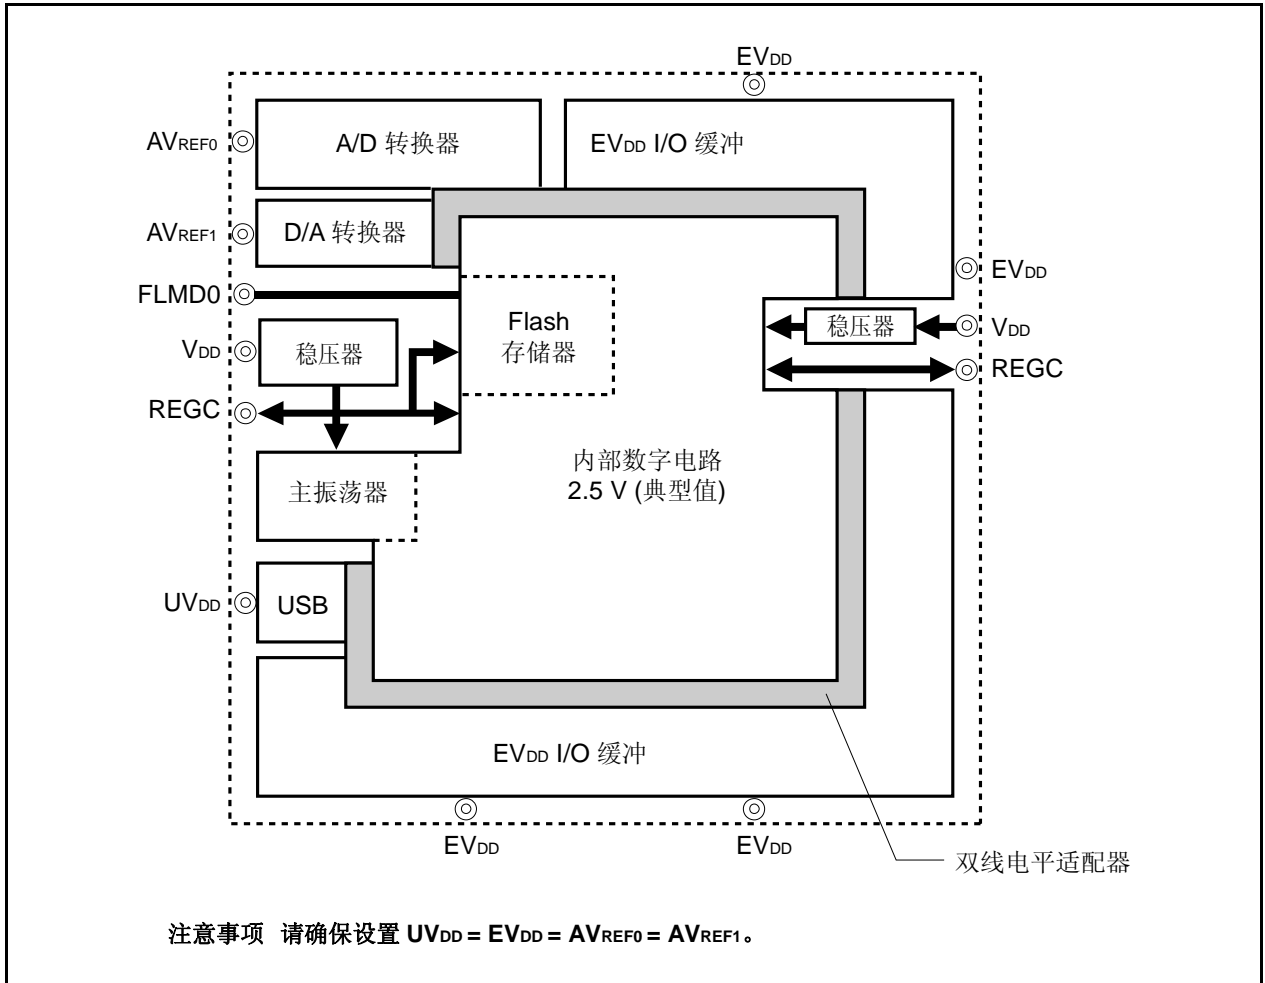 EVDD
AVREF0
A/D 转换器
EVDD I/O 缓冲
AVREF1
D/A 转换器
EVDD
FLMD0
Flash
存储器
稳压器
VDD
VDD
稳压器
REGC
REGC
内部数字电路
2.5 V (典型值)
主振荡器
UVDD
USB
EVDD I/O 缓冲
EVDD
EVDD
双线电平适配器
注意事项 请确保设置 UVDD = EVDD = AVREF0 = AVREF1。